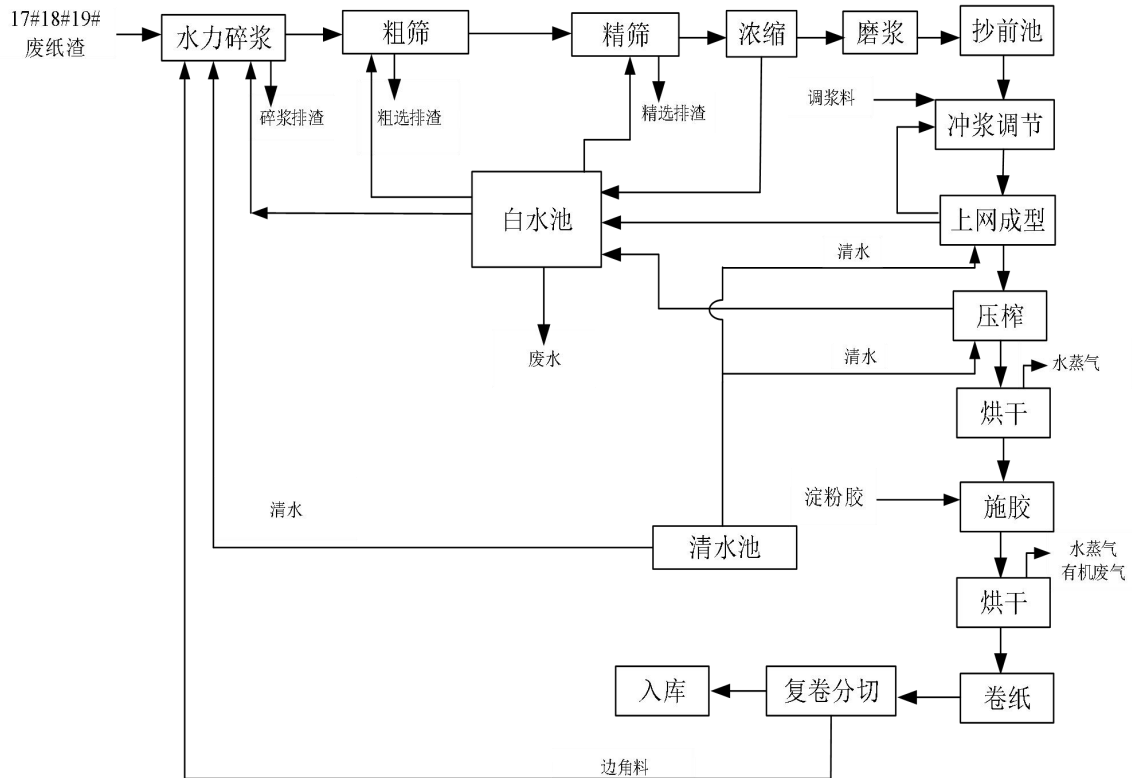 17#18#19#
废纸渣
水力碎浆
粗筛
精筛
浓缩
磨浆
抄前池
碎浆排渣
粗选排渣
精选排渣
调浆料
冲浆调节
白水池
上网成型
清水
压榨
废水
清水
水蒸气
烘干
淀粉胶
施胶
清水
清水池
水蒸气
有机废气
烘干
入库
复卷分切
卷纸
边角料